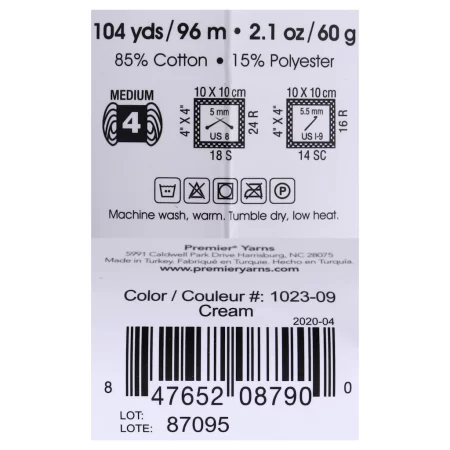 104 yds/96 m • 2.1 oz/60 g
85% Cotton • 15% Polyester
MEDIUM
4
10 X 10 cm
4" X 4"
5 mm
US 8
24 R
18 S
10 X 10 cm
4" X 4"
5.5 mm
US I-9
16 R
14 SC
P
Machine wash, warm. Tumble dry, low heat.
Premier® Yarns
5991 Caldwell Park Drive Harrisburg, NC 28075
Made in Turkey. Fabriqué en Turquie. Hecho en Turquia.
www.premieryarns.com
Color / Couleur #: 1023-09
Cream
2020-04
8 47652 08790 0
LOT:
LOTE: 87095